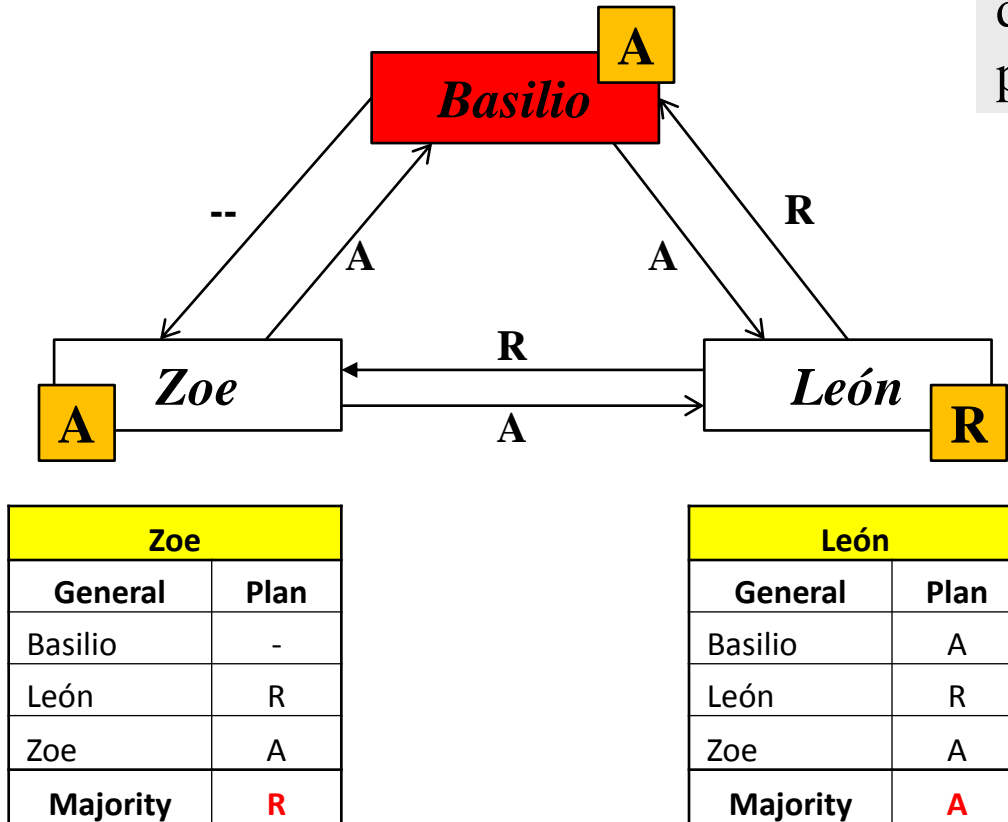 A
Basilio
--
R
A
A
R
Zoe
León
A
R
A
Zoe
General Plan
Basilio -
León R
Zoe A
Majority R
León
General Plan
Basilio A
León R
Zoe A
Majority A